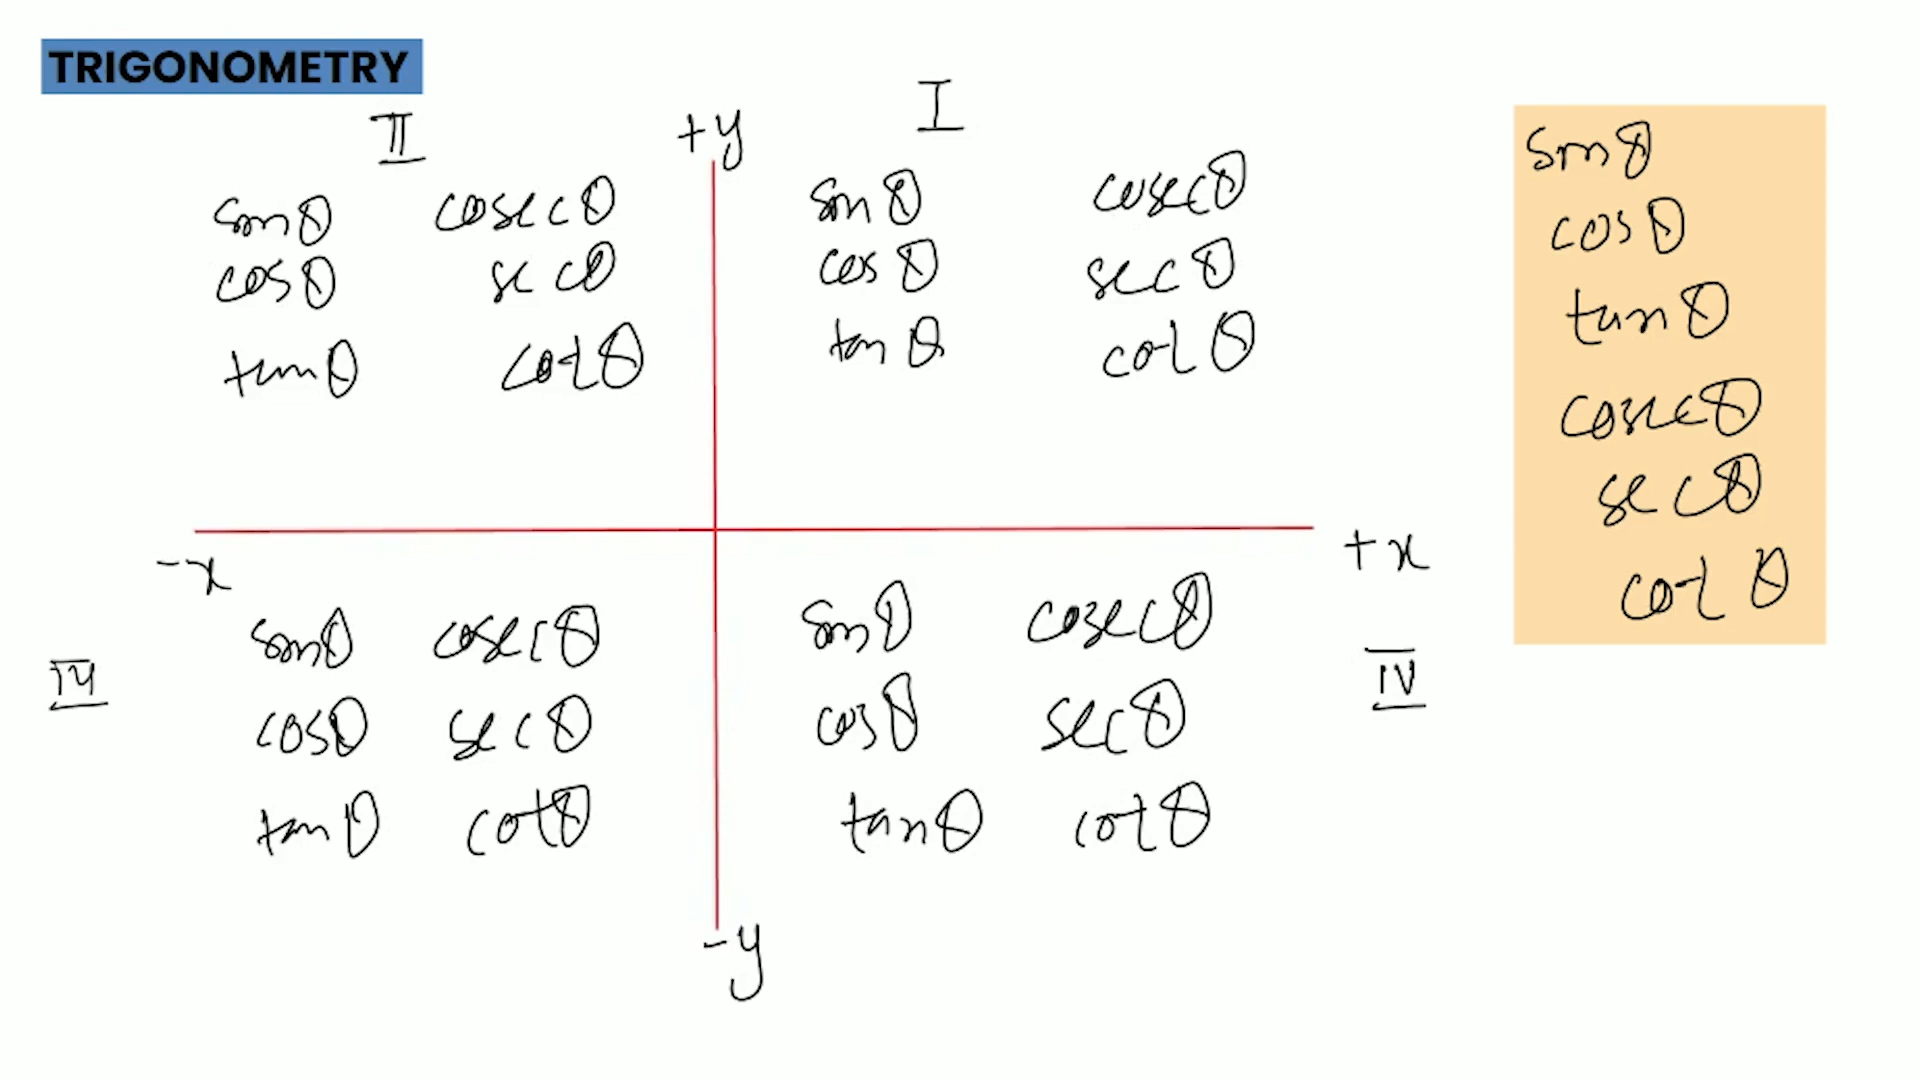 TRIGONOMETRY
II
+y
I
sin θ cosec θ
cos θ sec θ
tan θ cot θ
sin θ cosec θ
cos θ sec θ
tan θ cot θ
-x
+x
III
sin θ cosec θ
cos θ sec θ
tan θ cot θ
sin θ cosec θ
cos θ sec θ
tan θ cot θ
IV
-y
sin θ
cos θ
tan θ
cosec θ
sec θ
cot θ